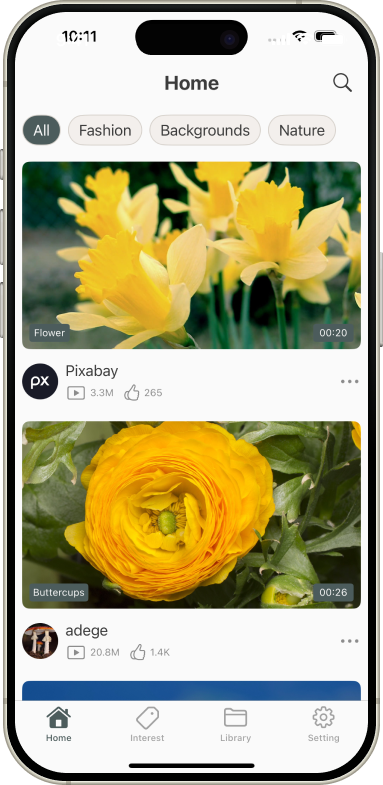 10:11
Home
All Fashion Backgrounds Nature
Flower 00:20
px
Pixabay
3.3M 265
Buttercups 00:26
adege
20.8M 1.4K
Home Interest Library Setting